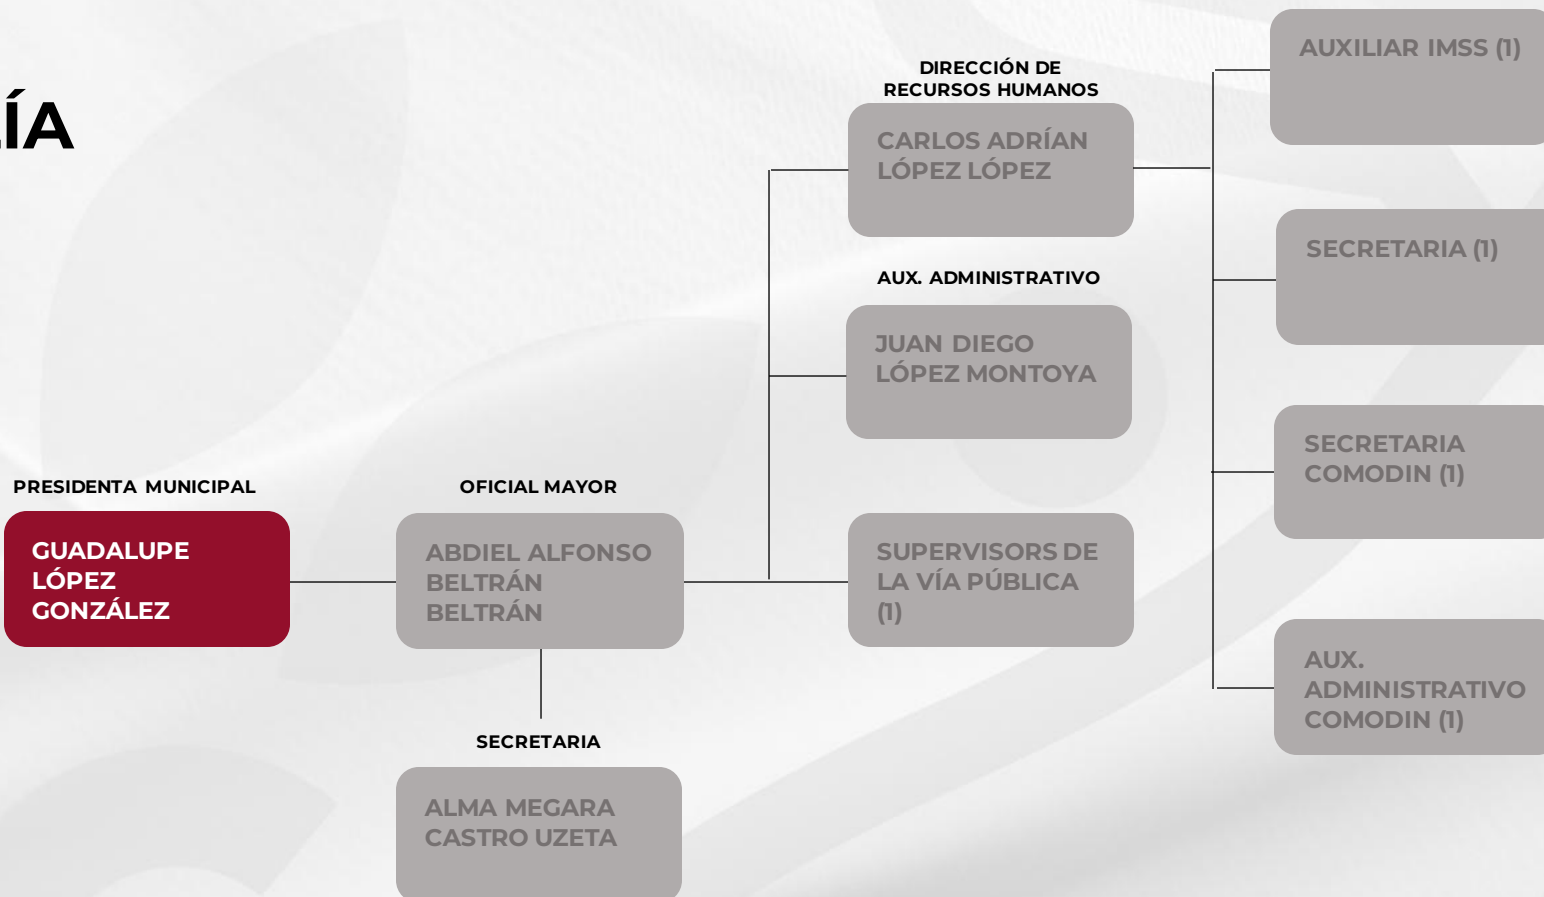 ÍA
PRESIDENTA MUNICIPAL
GUADALUPE
LÓPEZ
GONZÁLEZ
OFICIAL MAYOR
ABDIEL ALFONSO
BELTRÁN
BELTRÁN
SECRETARIA
ALMA MEGARA
CASTRO UZETA
DIRECCIÓN DE
RECURSOS HUMANOS
CARLOS ADRÍAN
LÓPEZ LÓPEZ
AUX. ADMINISTRATIVO
JUAN DIEGO
LÓPEZ MONTOYA
SUPERVISORS DE
LA VÍA PÚBLICA
(1)
AUXILIAR IMSS (1)
SECRETARIA (1)
SECRETARIA
COMODIN (1)
AUX.
ADMINISTRATIVO
COMODIN (1)